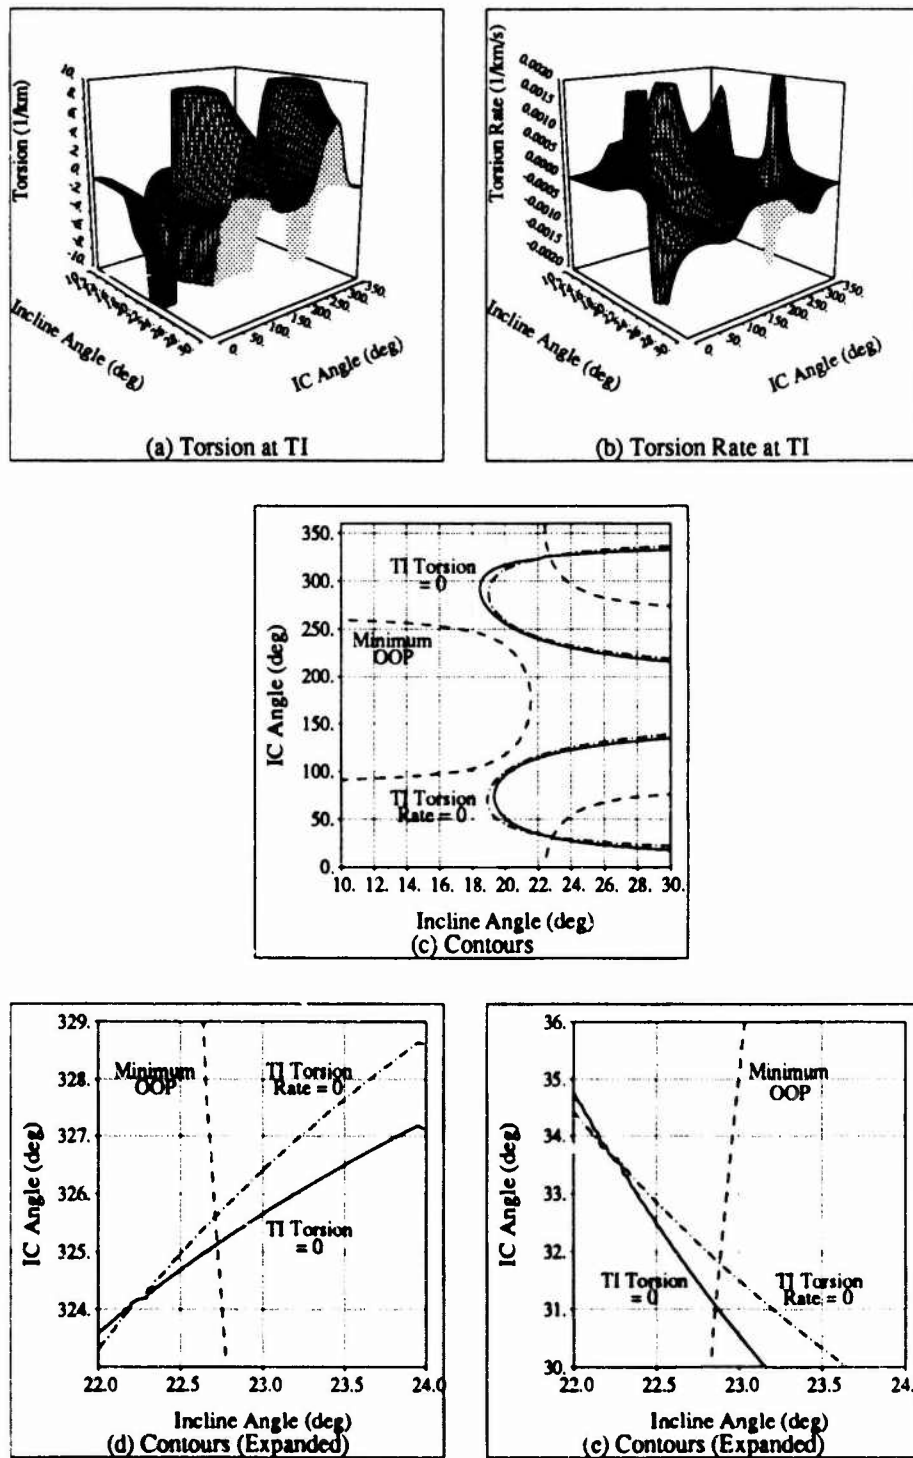 Torsion (1/km)
10.
-10.
Incline Angle (deg)
0.
50.
100.
150.
200.
250.
300.
350.
IC Angle (deg)
(a) Torsion at TI
Torsion Rate (1/km/s)
0.0020
0.0015
0.0010
0.0005
0.0000
-0.0005
-0.0010
-0.0015
-0.0020
Incline Angle (deg)
0.
50.
100.
150.
200.
250.
300.
350.
IC Angle (deg)
(b) Torsion Rate at TI
IC Angle (deg)
350.
300.
250.
200.
150.
100.
50.
0.
TI Torsion
= 0
Minimum
OOP
TI Torsion
Rate = 0
10. 12. 14. 16. 18. 20. 22. 24. 26. 28. 30.
Incline Angle (deg)
(c) Contours
IC Angle (deg)
329.
328.
327.
326.
325.
324.
Minimum
OOP
TI Torsion
Rate = 0
TI Torsion
= 0
22.0 22.5 23.0 23.5 24.0
Incline Angle (deg)
(d) Contours (Expanded)
IC Angle (deg)
36.
35.
34.
33.
32.
31.
30.
Minimum
OOP
TI Torsion
= 0
TI Torsion
Rate = 0
22.0 22.5 23.0 23.5 24.
Incline Angle (deg)
(e) Contours (Expanded)